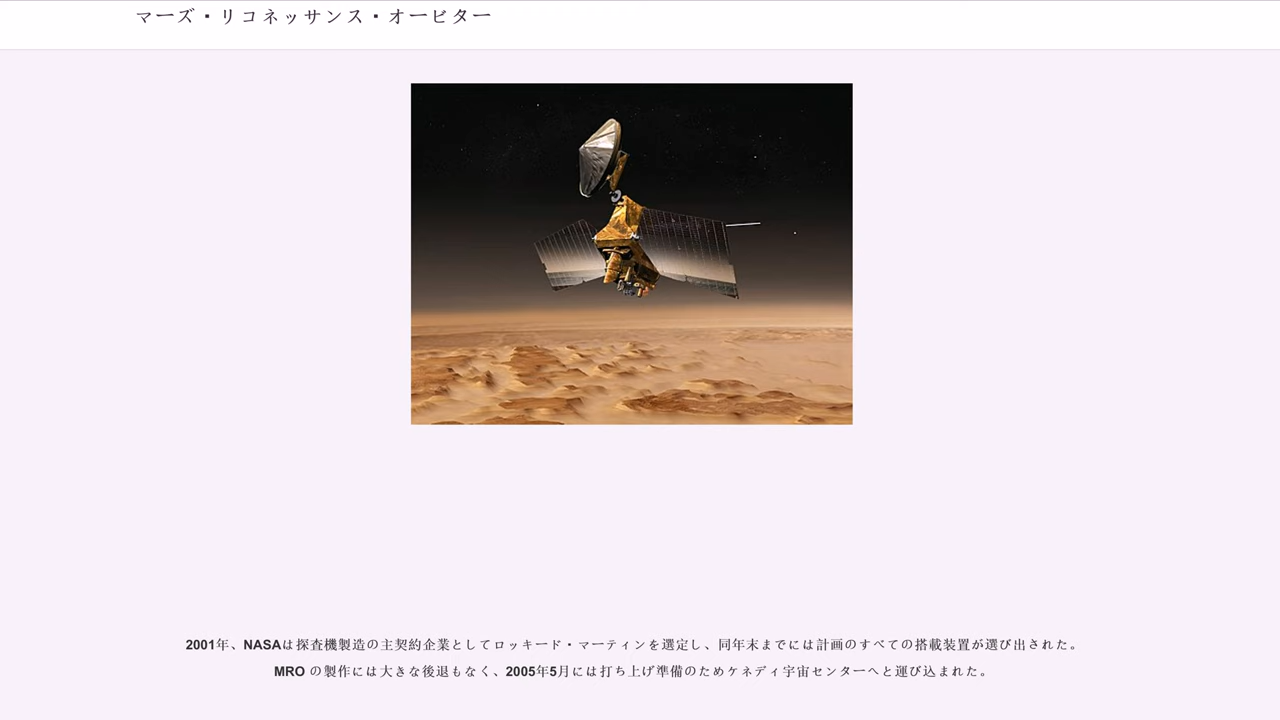 マーズ・リコネッサンス・オービター
2001年、NASAは探査機製造の主契約企業としてロッキード・マーティンを選定し、同年末までには計画のすべての搭載装置が選び出された。
MRO の製作には大きな後退もなく、2005年5月には打ち上げ準備のためケネディ宇宙センターへと運び込まれた。